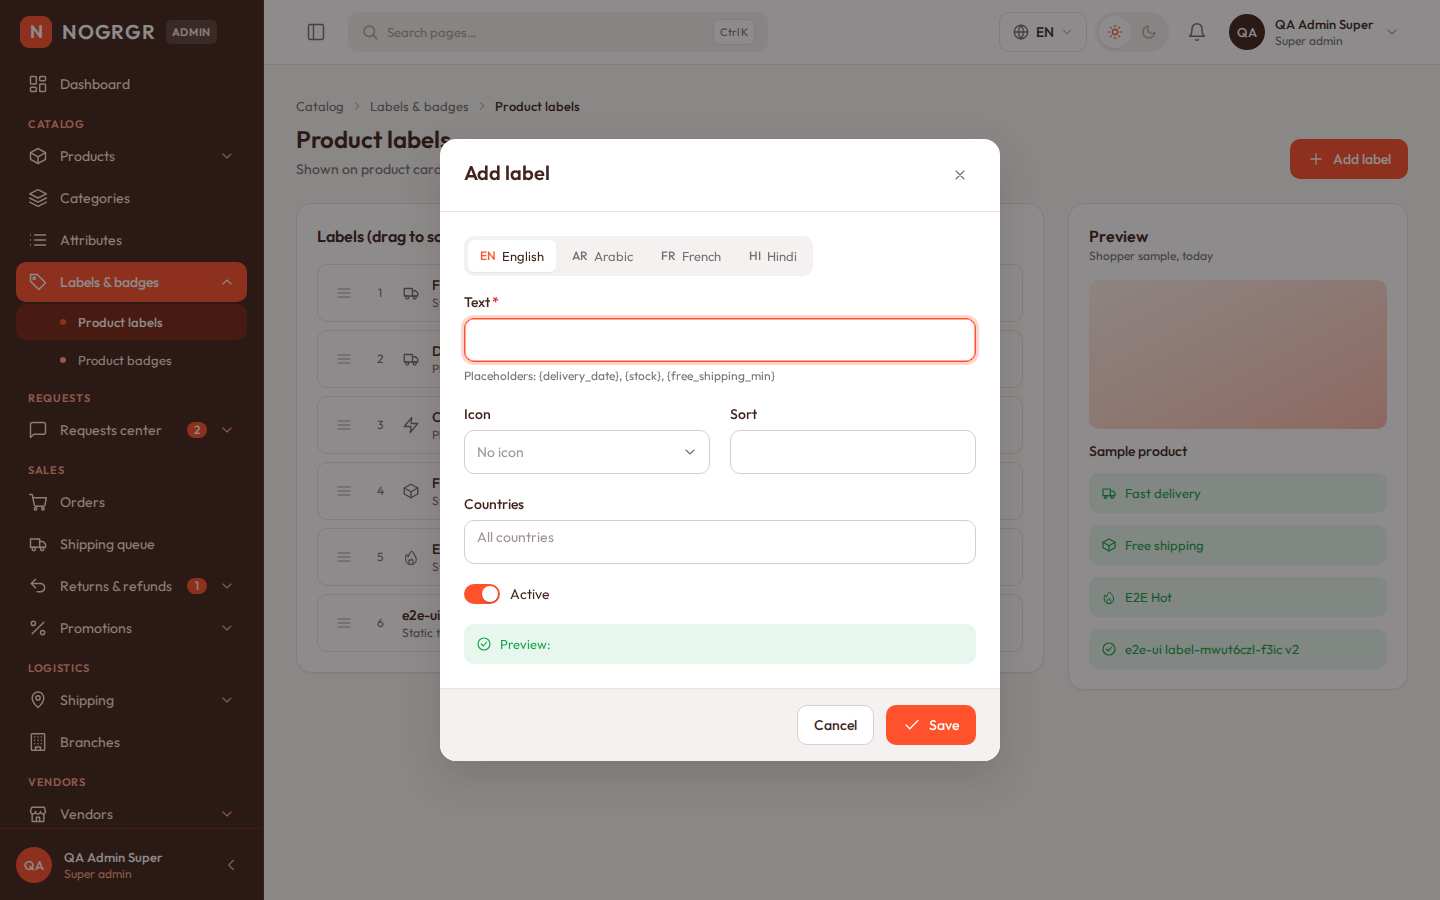 N NOGRGR ADMIN
Search pages...
Ctrl K
EN
QA
QA Admin Super
Super admin
Dashboard
CATALOG
Products
Categories
Attributes
Labels & badges
Product labels
Product badges
REQUESTS
Requests center 2
SALES
Orders
Shipping queue
Returns & refunds 1
Promotions
LOGISTICS
Shipping
Branches
VENDORS
Vendors
QA
QA Admin Super
Super admin
Catalog > Labels & badges > Product labels
Product labels
Shown on product card
Add label
Labels (drag to so
1
2
3
4
5
6 e2e-ui
Static t
Add label
EN English
AR Arabic
FR French
HI Hindi
Text *
Placeholders: {delivery_date}, {stock}, {free_shipping_min}
Icon
No icon
Sort
Countries
All countries
Active
Preview:
Cancel
Save
Preview
Shopper sample, today
Sample product
Fast delivery
Free shipping
E2E Hot
e2e-ui label-mwut6czl-f3ic v2